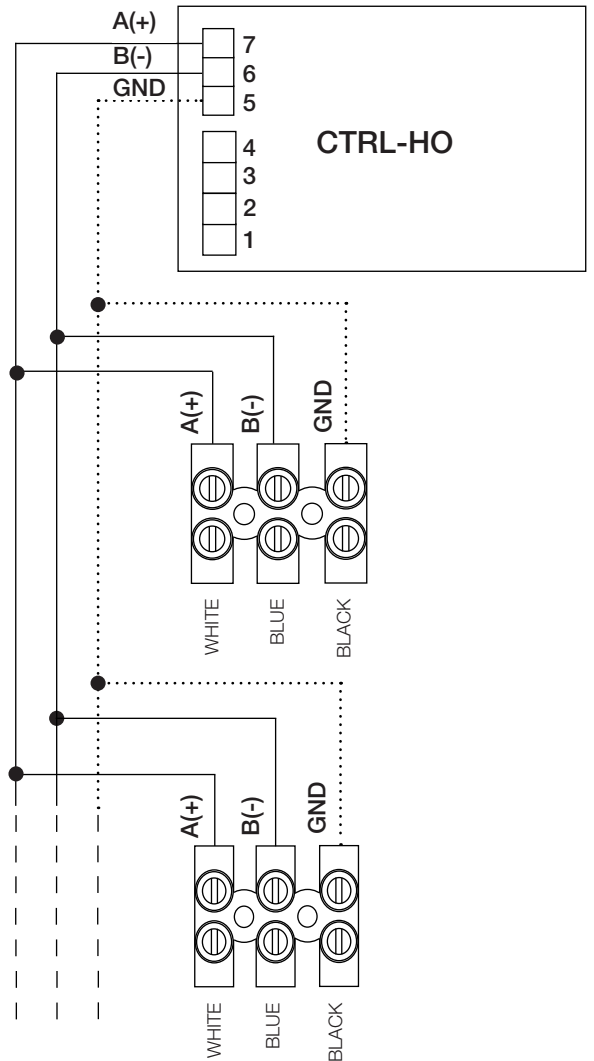 A(+)
7
B(-)
6
GND
5
4
CTRL-HO
3
2
1
A(+)
B(-)
GND
WHITE
BLUE
BLACK
A(+)
B(-)
GND
WHITE
BLUE
BLACK